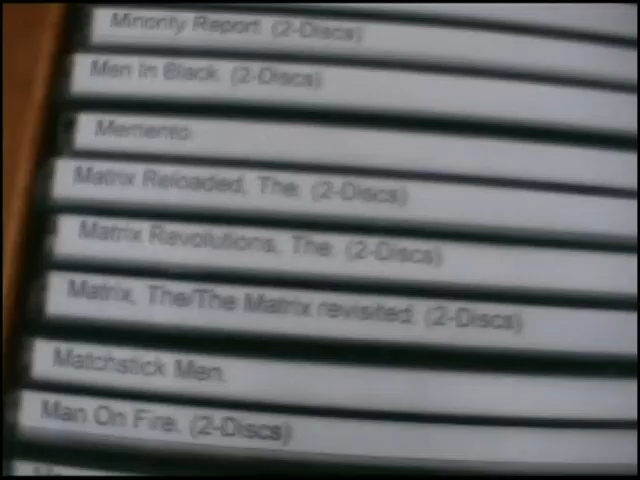 Minority Report. (2-Discs)
Men In Black. (2-Discs)
Memento.
Matrix Reloaded, The. (2-Discs)
Matrix Revolutions, The. (2-Discs)
Matrix, The/The Matrix revisited. (2-Discs)
Matchstick Men.
Man On Fire. (2-Discs)